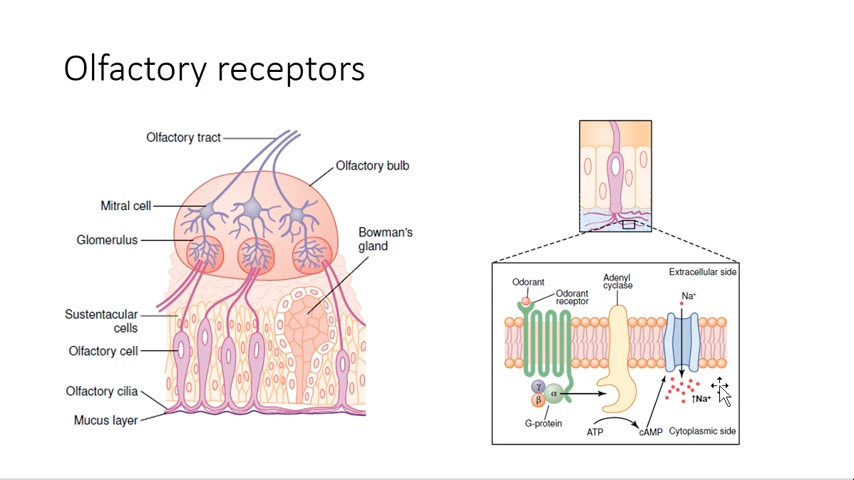 Olfactory receptors
Olfactory tract
Olfactory bulb
Mitral cell
Glomerulus
Bowman's
gland
Sustentacular
cells
Olfactory cell
Olfactory cilia
Mucus layer
Odorant
Odorant
receptor
Adenyl
cyclase
Extracellular side
Na⁺
γ
β
α
G-protein
ATP
cAMP
↑Na⁺
Cytoplasmic side